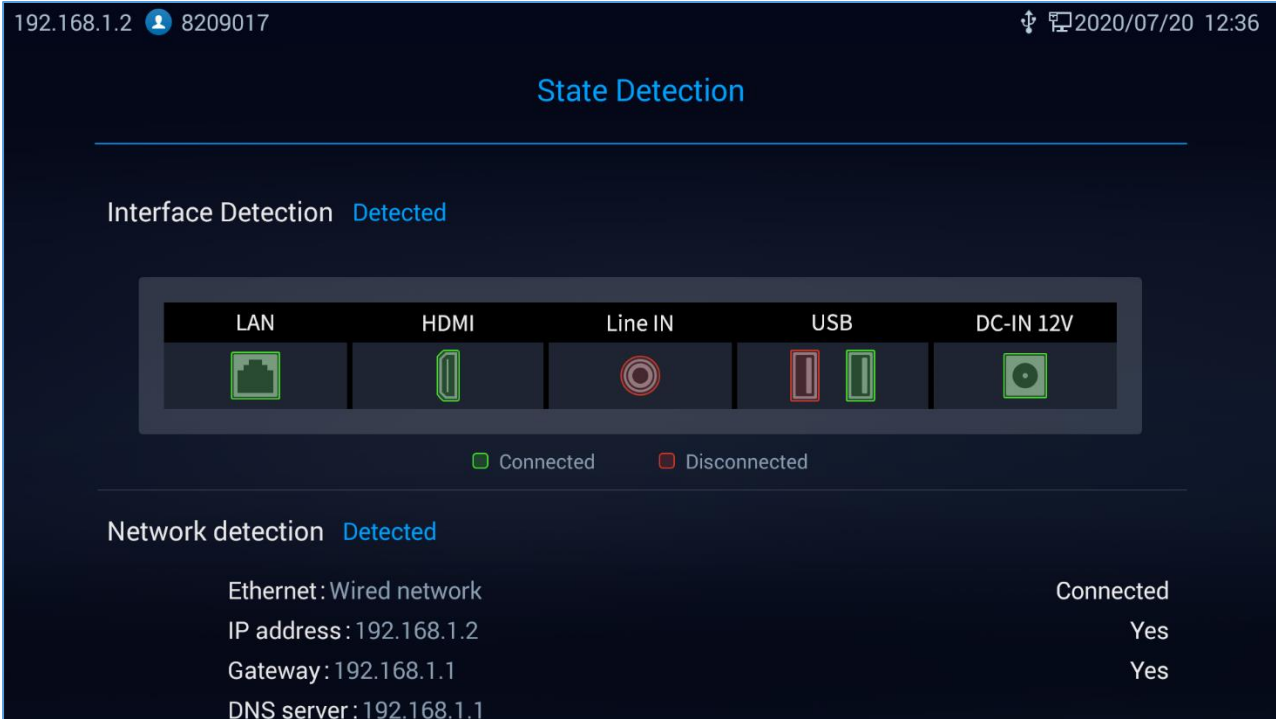 192.168.1.2 8209017 2020/07/20 12:36
State Detection
Interface Detection Detected
LAN HDMI Line IN USB DC-IN 12V
Connected Disconnected
Network detection Detected
Ethernet: Wired network Connected
IP address: 192.168.1.2 Yes
Gateway: 192.168.1.1 Yes
DNS server: 192.168.1.1